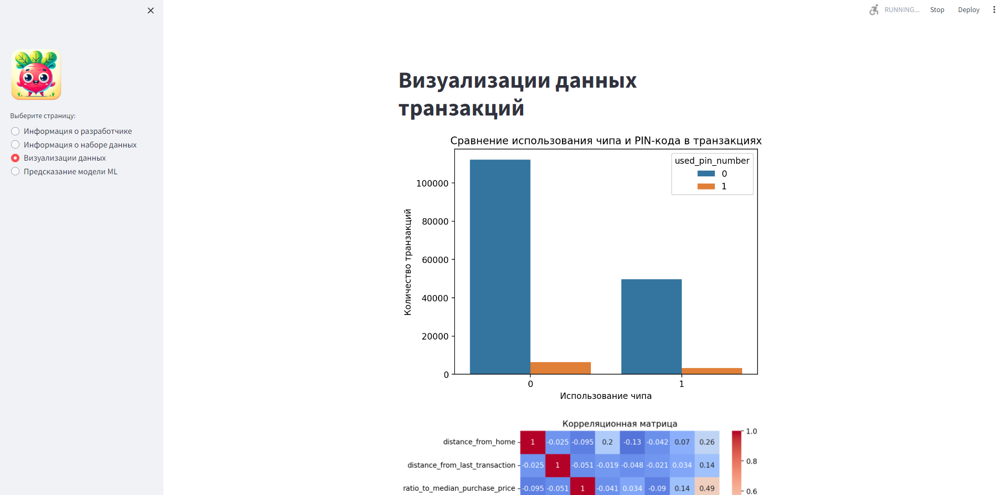 RUNNING...
Stop
Deploy
Выберите страницу:
Информация о разработчике
Информация о наборе данных
Визуализации данных
Предсказание модели ML
Визуализации данных
транзакций
Сравнение использования чипа и PIN-кода в транзакциях
used_pin_number
0
1
100000
80000
60000
40000
20000
0
Количество транзакций
0 1
Использование чипа
Корреляционная матрица
distance_from_home 1 -0.025 -0.095 0.2 -0.13 -0.042 0.07 0.26
distance_from_last_transaction -0.025 1 -0.051 -0.019 -0.048 -0.021 0.034 0.14
ratio_to_median_purchase_price -0.095 -0.051 1 -0.041 0.034 -0.09 0.14 0.49
1.0
0.8
0.6